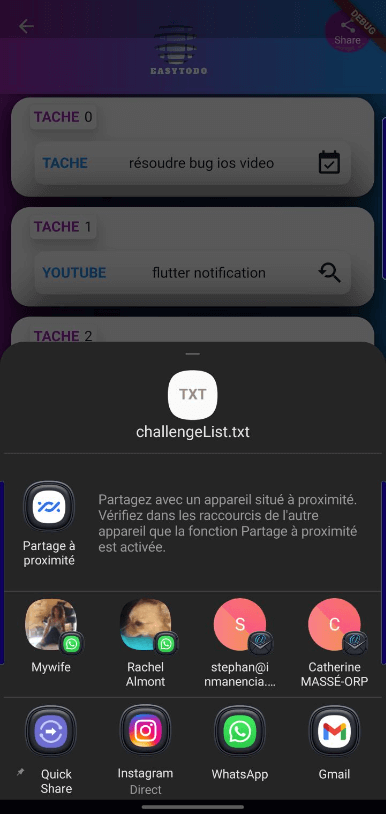 DEBUG
Share
EASYTODO
TACHE 0
TACHE résoudre bug ios video
TACHE 1
YOUTUBE flutter notification
TACHE 2
TXT
challengeList.txt
Partagez avec un appareil situé à proximité.
Vérifiez dans les raccourcis de l'autre
appareil que la fonction Partage à proximité
est activée.
Partage à
proximité
Mywife
Rachel
Almont
S
stephan@i
nmanencia....
C
Catherine
MASSÉ-ORP
Quick
Share
Instagram
Direct
WhatsApp
Gmail